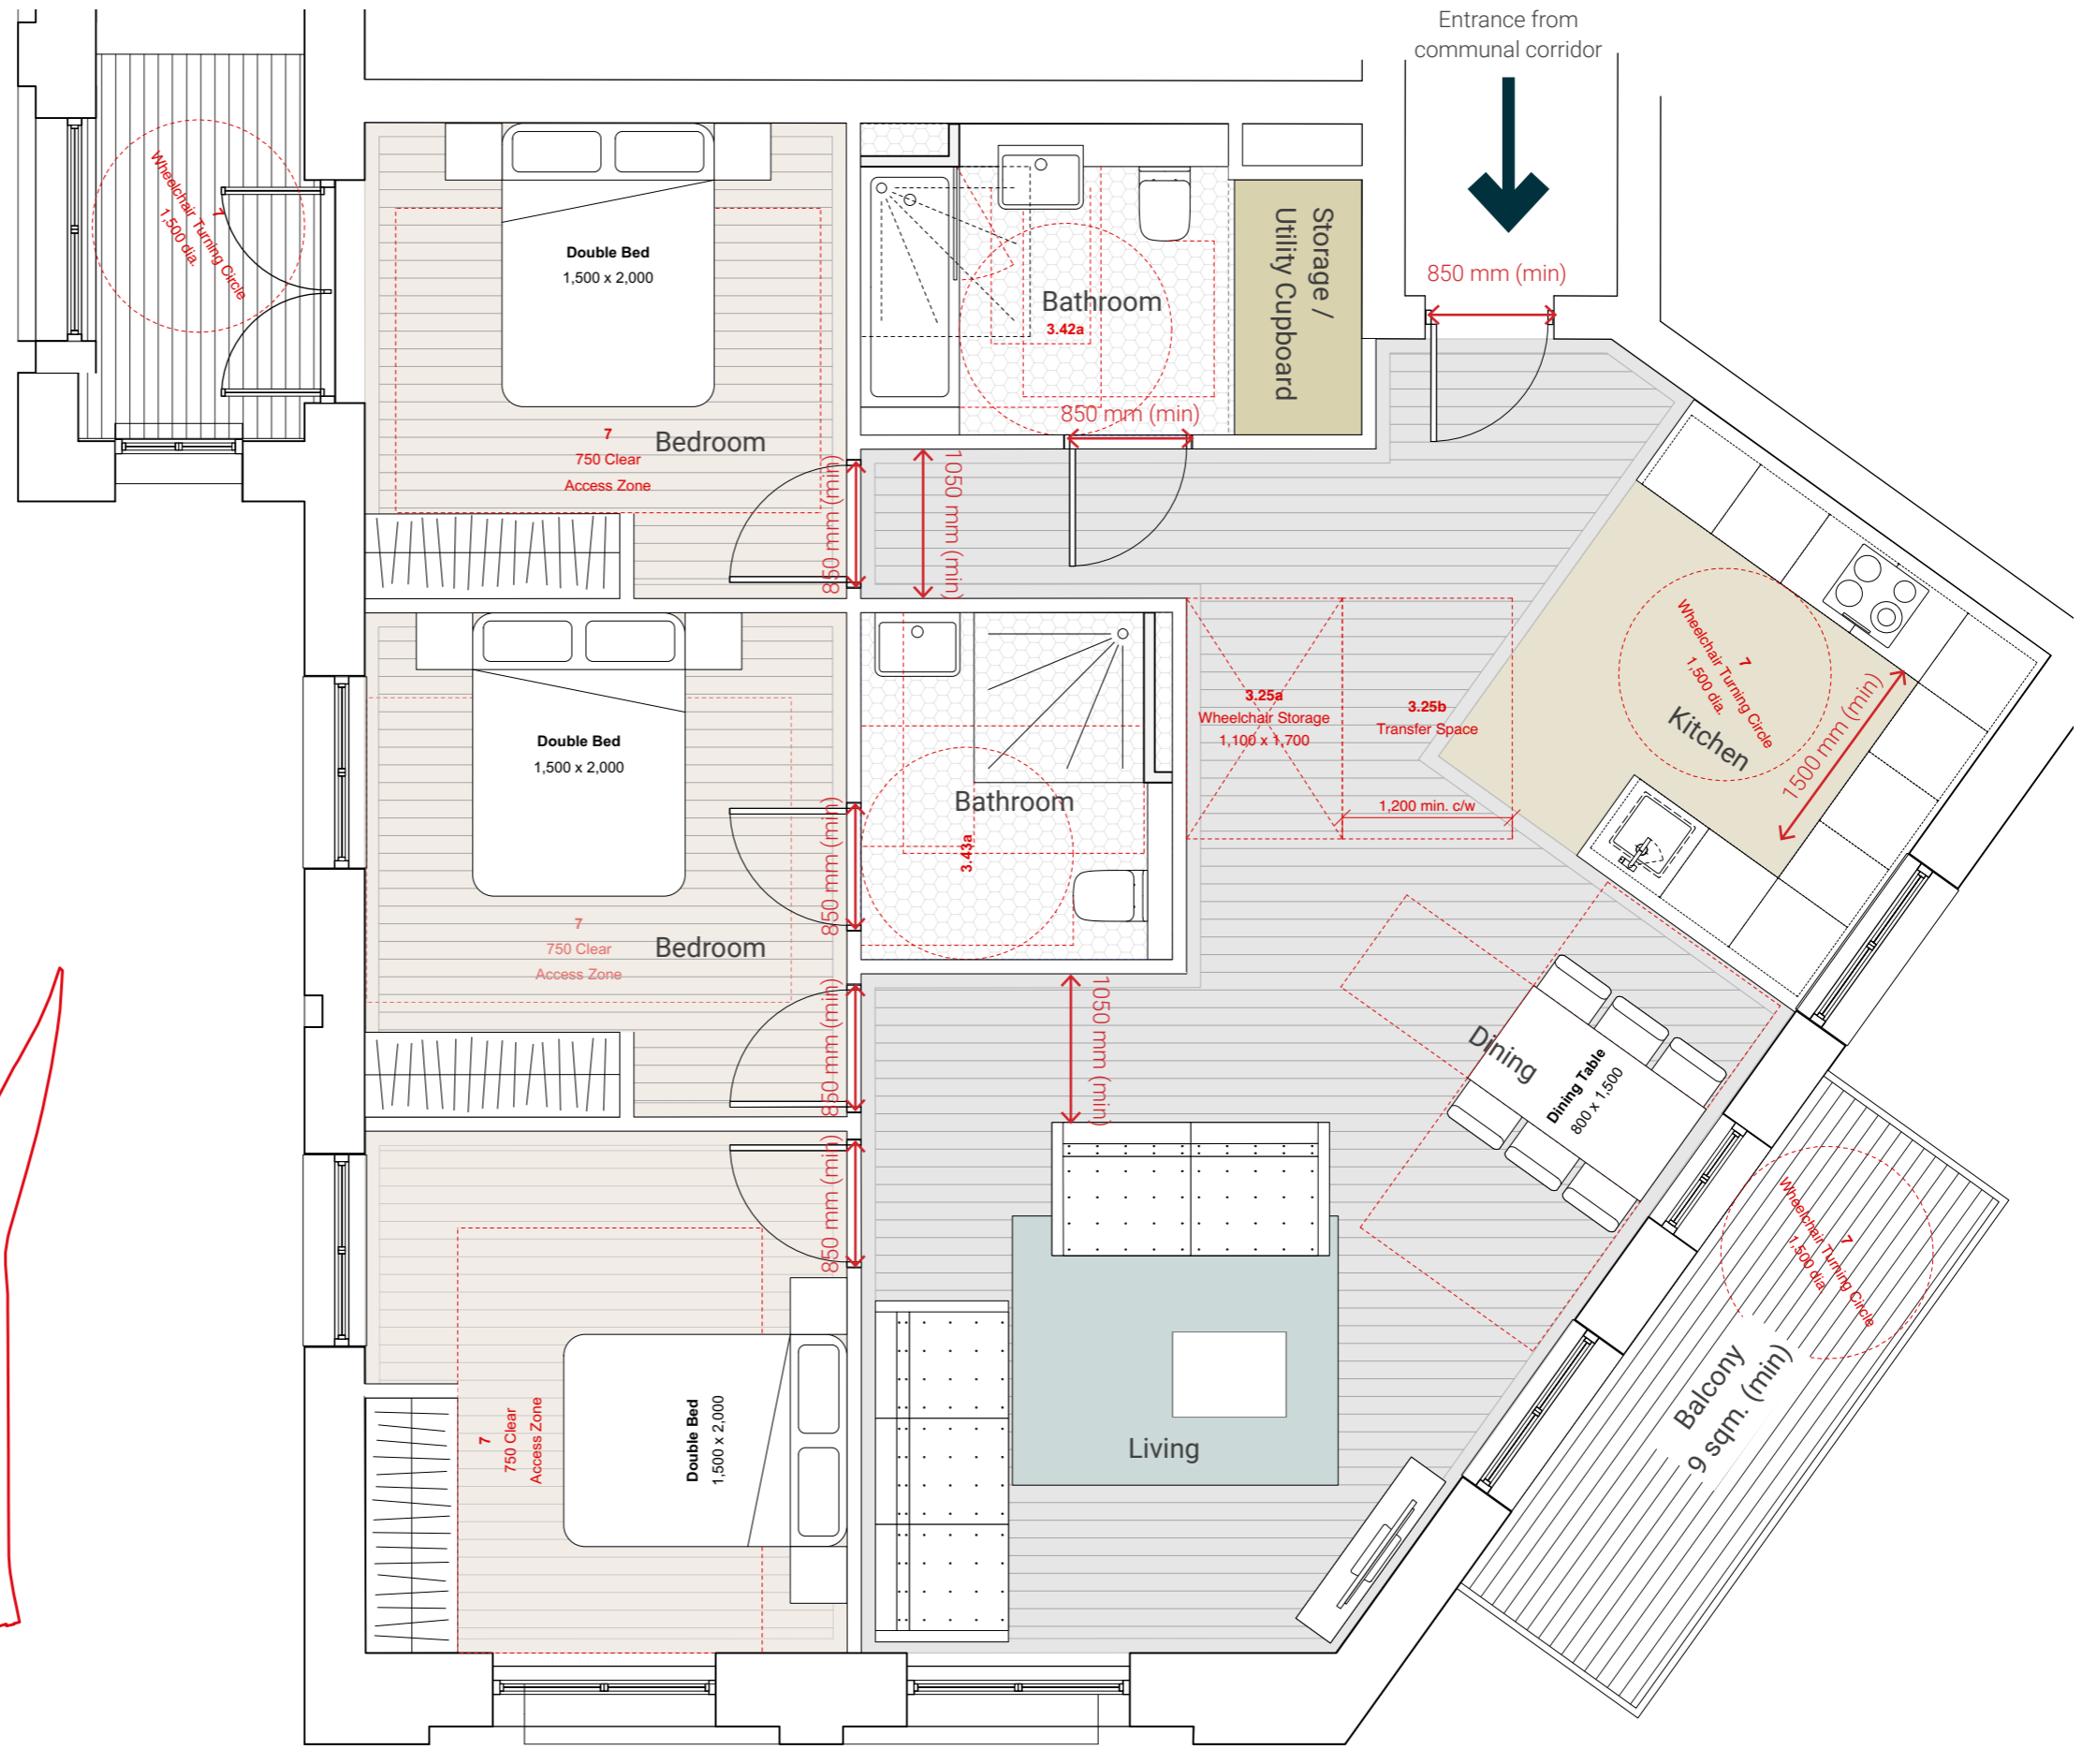 Entrance from
communal corridor
850 mm (min)
7
Wheelchair Turning Circle
1,500 dia.
Double Bed
1,500 x 2,000
7
750 Clear
Access Zone
Bedroom
850 mm (min)
Bathroom
3.42a
850 mm (min)
Storage /
Utility Cupboard
1050 mm (min)
Double Bed
1,500 x 2,000
7
750 Clear
Access Zone
Bedroom
850 mm (min)
850 mm (min)
Bathroom
3.43a
3.25a
Wheelchair Storage
1,100 x 1,700
3.25b
Transfer Space
1,200 min. c/w
7
Wheelchair Turning Circle
1,500 dia.
Kitchen
1500 mm (min)
1050 mm (min)
Dining
Dining Table
800 x 1,500
850 mm (min)
7
750 Clear
Access Zone
Double Bed
1,500 x 2,000
Living
7
Wheelchair Turning Circle
1,500 dia.
Balcony
9 sqm. (min)